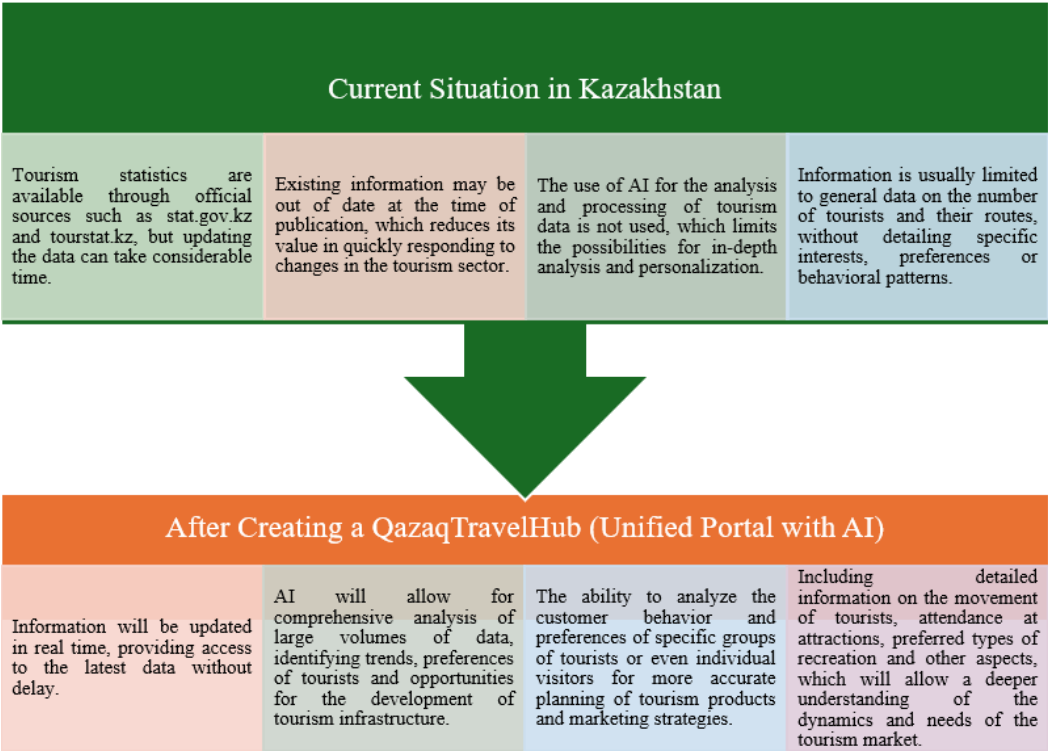 Current Situation in Kazakhstan
Tourism statistics are
available through official
sources such as stat.gov.kz
and tourstat.kz, but updating
the data can take considerable
time.
Existing information may be
out of date at the time of
publication, which reduces its
value in quickly responding to
changes in the tourism sector.
The use of AI for the analysis
and processing of tourism
data is not used, which limits
the possibilities for in-depth
analysis and personalization.
Information is usually limited
to general data on the number
of tourists and their routes,
without detailing specific
interests, preferences or
behavioral patterns.
After Creating a QazaqTravelHub (Unified Portal with AI)
Information will be updated
in real time, providing access
to the latest data without
delay.
AI will allow for
comprehensive analysis of
large volumes of data,
identifying trends, preferences
of tourists and opportunities
for the development of
tourism infrastructure.
The ability to analyze the
customer behavior and
preferences of specific groups
of tourists or even individual
visitors for more accurate
planning of tourism products
and marketing strategies.
Including detailed
information on the movement
of tourists, attendance at
attractions, preferred types of
recreation and other aspects,
which will allow a deeper
understanding of the
dynamics and needs of the
tourism market.